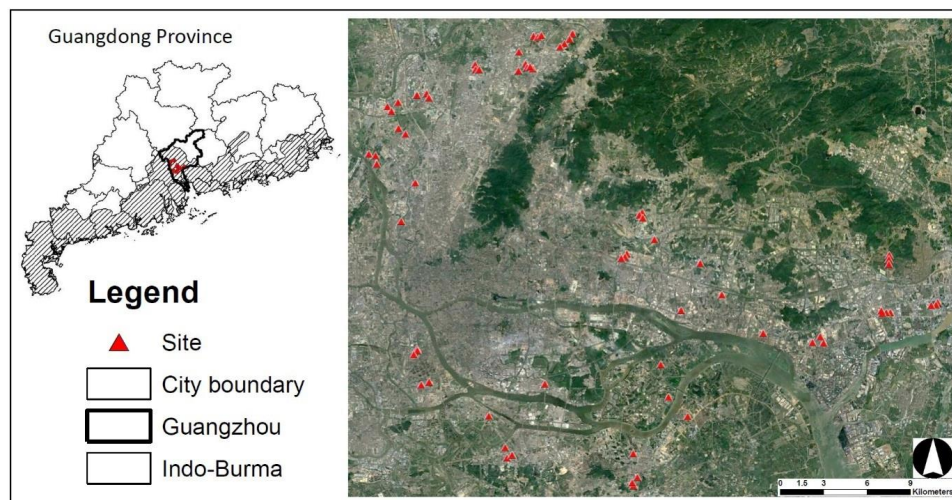 Guangdong Province
Legend
Site
City boundary
Guangzhou
Indo-Burma
N
0 1.5 3 6 9
Kilometers